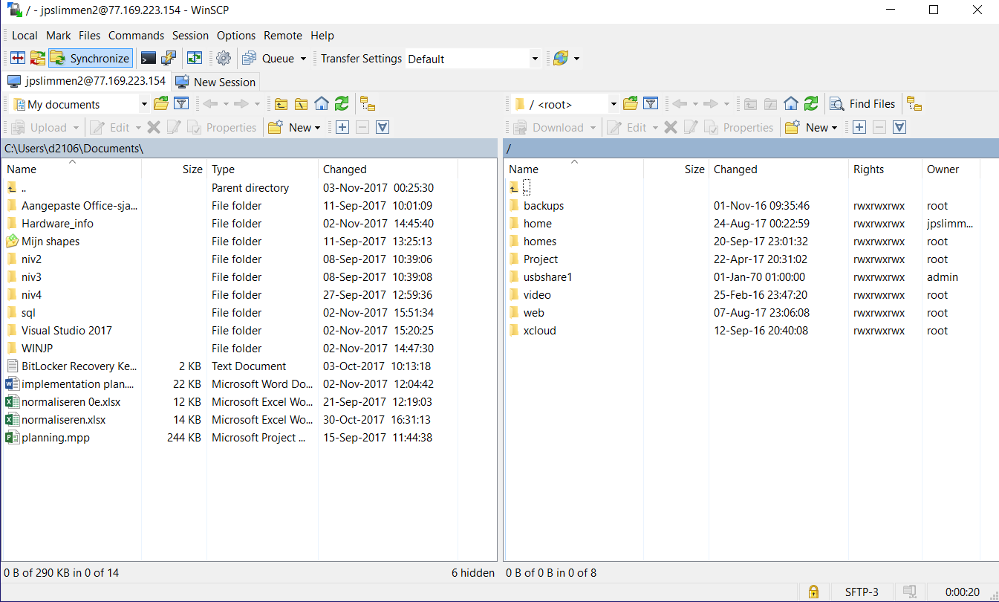 / - jpslimmen2@77.169.223.154 - WinSCP
Local Mark Files Commands Session Options Remote Help
Synchronize Queue Transfer Settings Default
jpslimmen2@77.169.223.154 New Session
My documents / <root> Find Files
Upload Edit Properties New Download Edit Properties New
C:\Users\d2106\Documents\ /
Name Size Type Changed Name Size Changed Rights Owner
.. Parent directory 03-Nov-2017 00:25:30 ..
Aangepaste Office-sja... File folder 11-Sep-2017 10:01:09 backups 01-Nov-16 09:35:46 rwxrwxrwx root
Hardware_info File folder 02-Nov-2017 14:45:40 home 24-Aug-17 00:22:59 rwxrwxrwx jpslimm...
Mijn shapes File folder 11-Sep-2017 13:25:13 homes 20-Sep-17 23:01:32 rwxrwxrwx root
niv2 File folder 08-Sep-2017 10:39:06 Project 22-Apr-17 20:31:02 rwxrwxrwx root
niv3 File folder 08-Sep-2017 10:39:08 usbshare1 01-Jan-70 01:00:00 rwxrwxrwx admin
niv4 File folder 27-Sep-2017 12:59:36 video 25-Feb-16 23:47:20 rwxrwxrwx root
sql File folder 02-Nov-2017 15:51:34 web 07-Aug-17 23:06:08 rwxrwxrwx root
Visual Studio 2017 File folder 02-Nov-2017 15:20:25 xcloud 12-Sep-16 20:40:08 rwxrwxrwx root
WINJP File folder 02-Nov-2017 14:47:30
BitLocker Recovery Ke... 2 KB Text Document 03-Oct-2017 10:13:18
implementation plan.... 22 KB Microsoft Word Do... 02-Nov-2017 12:04:42
normaliseren 0e.xlsx 12 KB Microsoft Excel Wo... 21-Sep-2017 12:19:03
normaliseren.xlsx 14 KB Microsoft Excel Wo... 30-Oct-2017 16:31:13
planning.mpp 244 KB Microsoft Project ... 15-Sep-2017 11:44:38
0 B of 290 KB in 0 of 14 6 hidden 0 B of 0 B in 0 of 8
SFTP-3 0:00:20